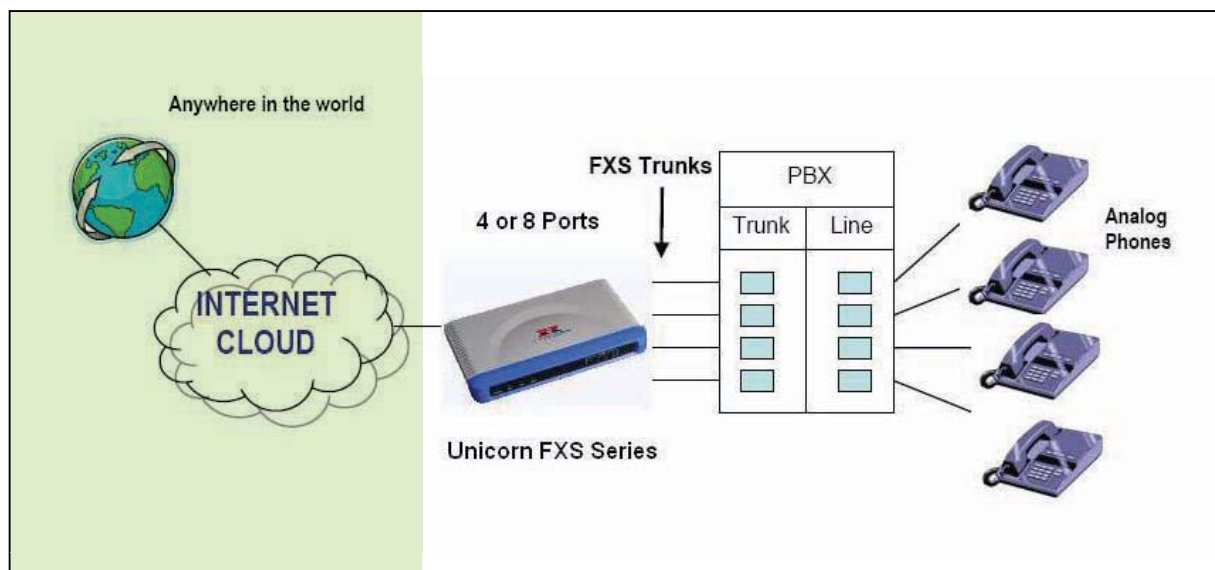 Anywhere in the world
INTERNET
CLOUD
4 or 8 Ports
Unicorn FXS Series
FXS Trunks
PBX
Trunk
Line
Analog
Phones